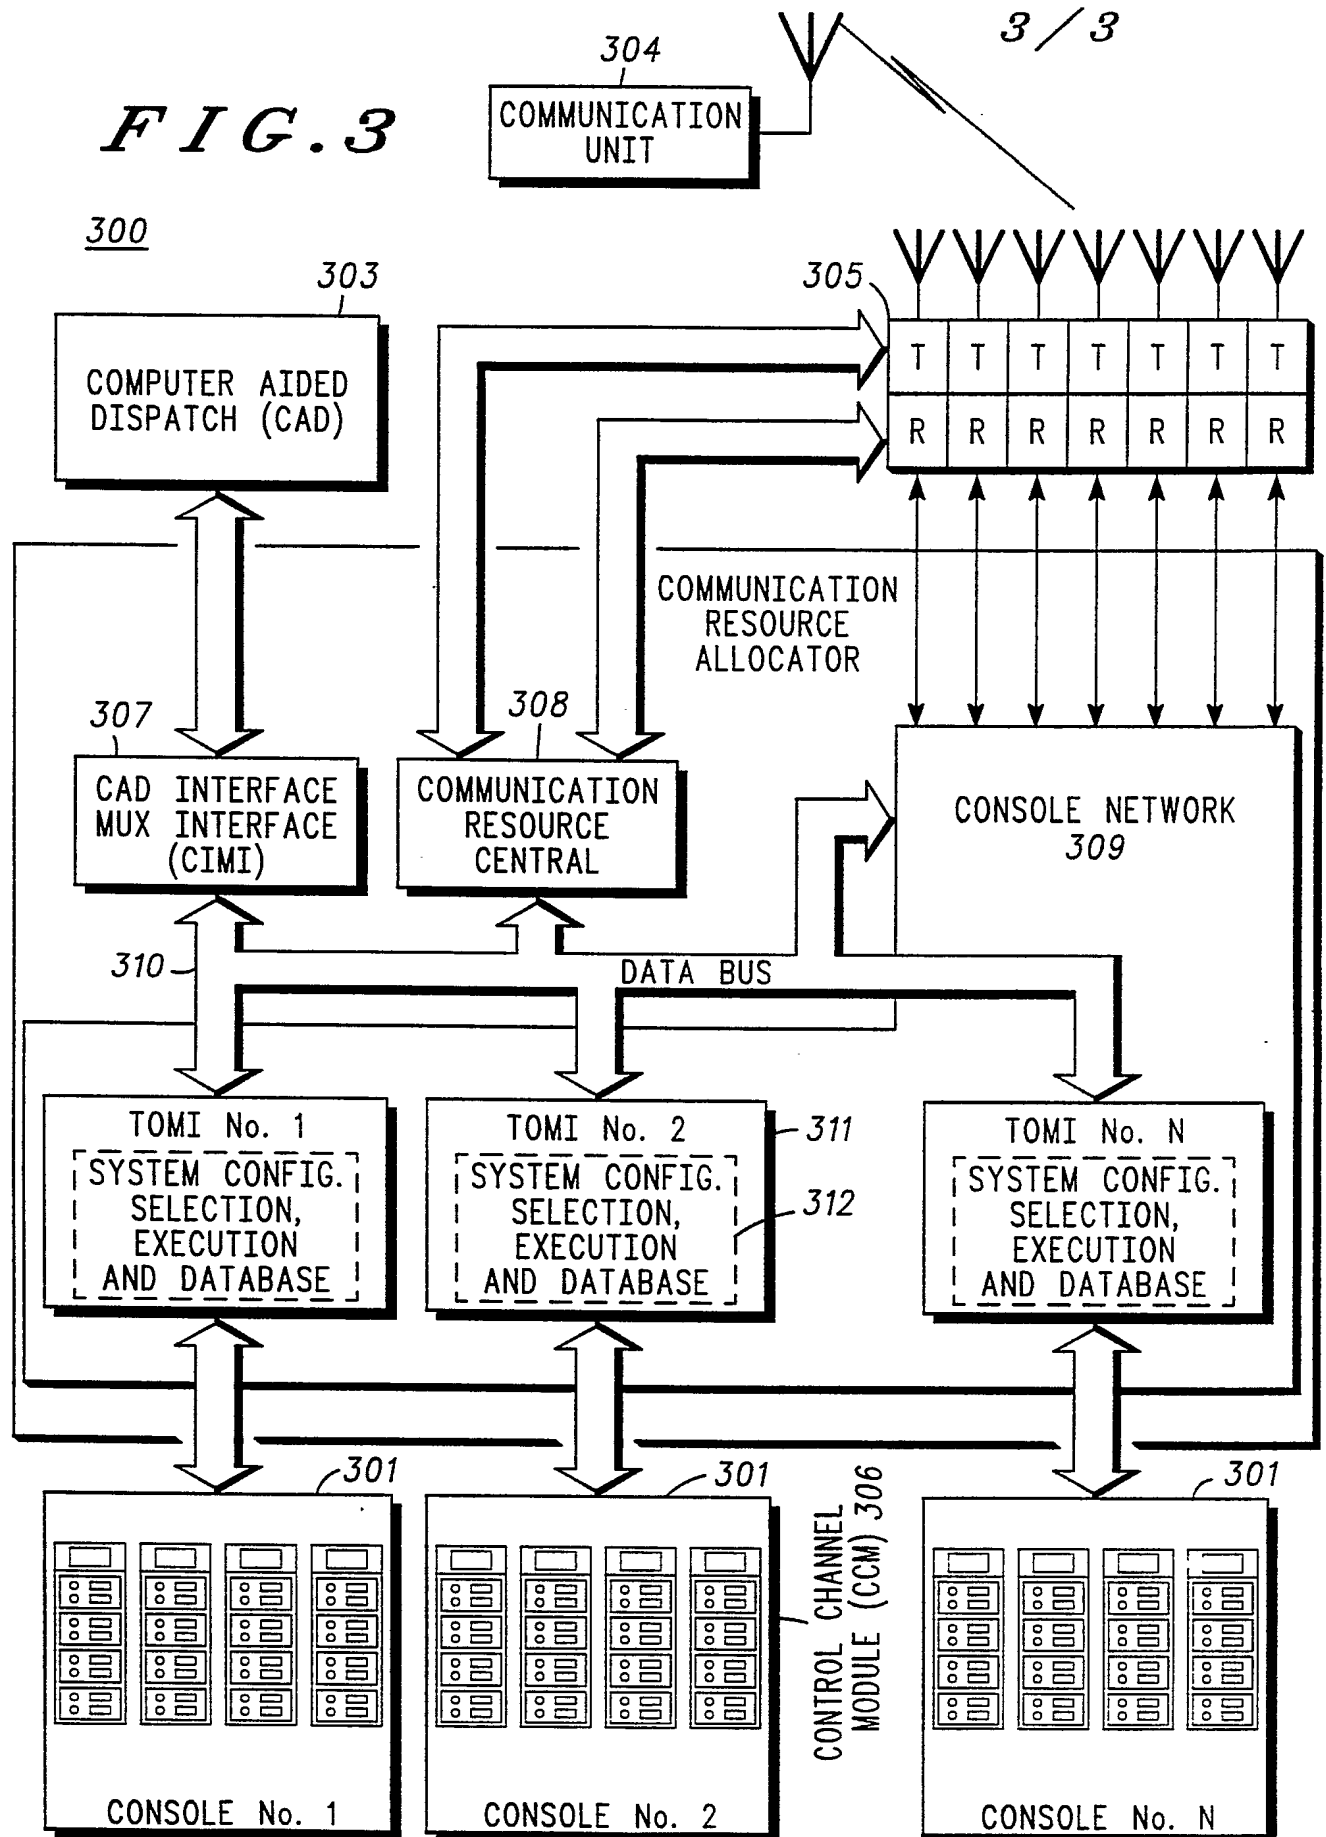 3/3
304
COMMUNICATION
UNIT
FIG.3
300
303
COMPUTER AIDED
DISPATCH (CAD)
305
T T T T T T T
R R R R R R R
COMMUNICATION
RESOURCE
ALLOCATOR
307
CAD INTERFACE
MUX INTERFACE
(CIMI)
308
COMMUNICATION
RESOURCE
CENTRAL
CONSOLE NETWORK
309
310
DATA BUS
TOMI No. 1
SYSTEM CONFIG.
SELECTION,
EXECUTION
AND DATABASE
TOMI No. 2
SYSTEM CONFIG.
SELECTION,
EXECUTION
AND DATABASE
311
312
TOMI No. N
SYSTEM CONFIG.
SELECTION,
EXECUTION
AND DATABASE
301
CONSOLE No. 1
301
CONSOLE No. 2
CONTROL CHANNEL
MODULE (CCM) 306
301
CONSOLE No. N